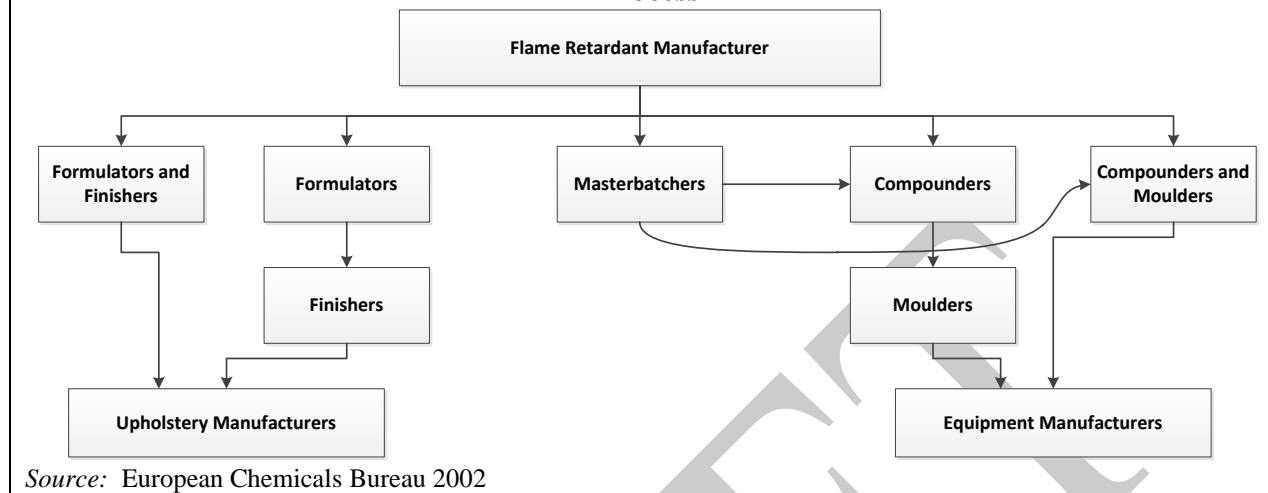 Flame Retardant Manufacturer
Formulators and
Finishers
Formulators
Masterbatchers
Compounders
Compounders and
Moulders
Finishers
Moulders
Upholstery Manufacturers
Equipment Manufacturers
Source: European Chemicals Bureau 2002